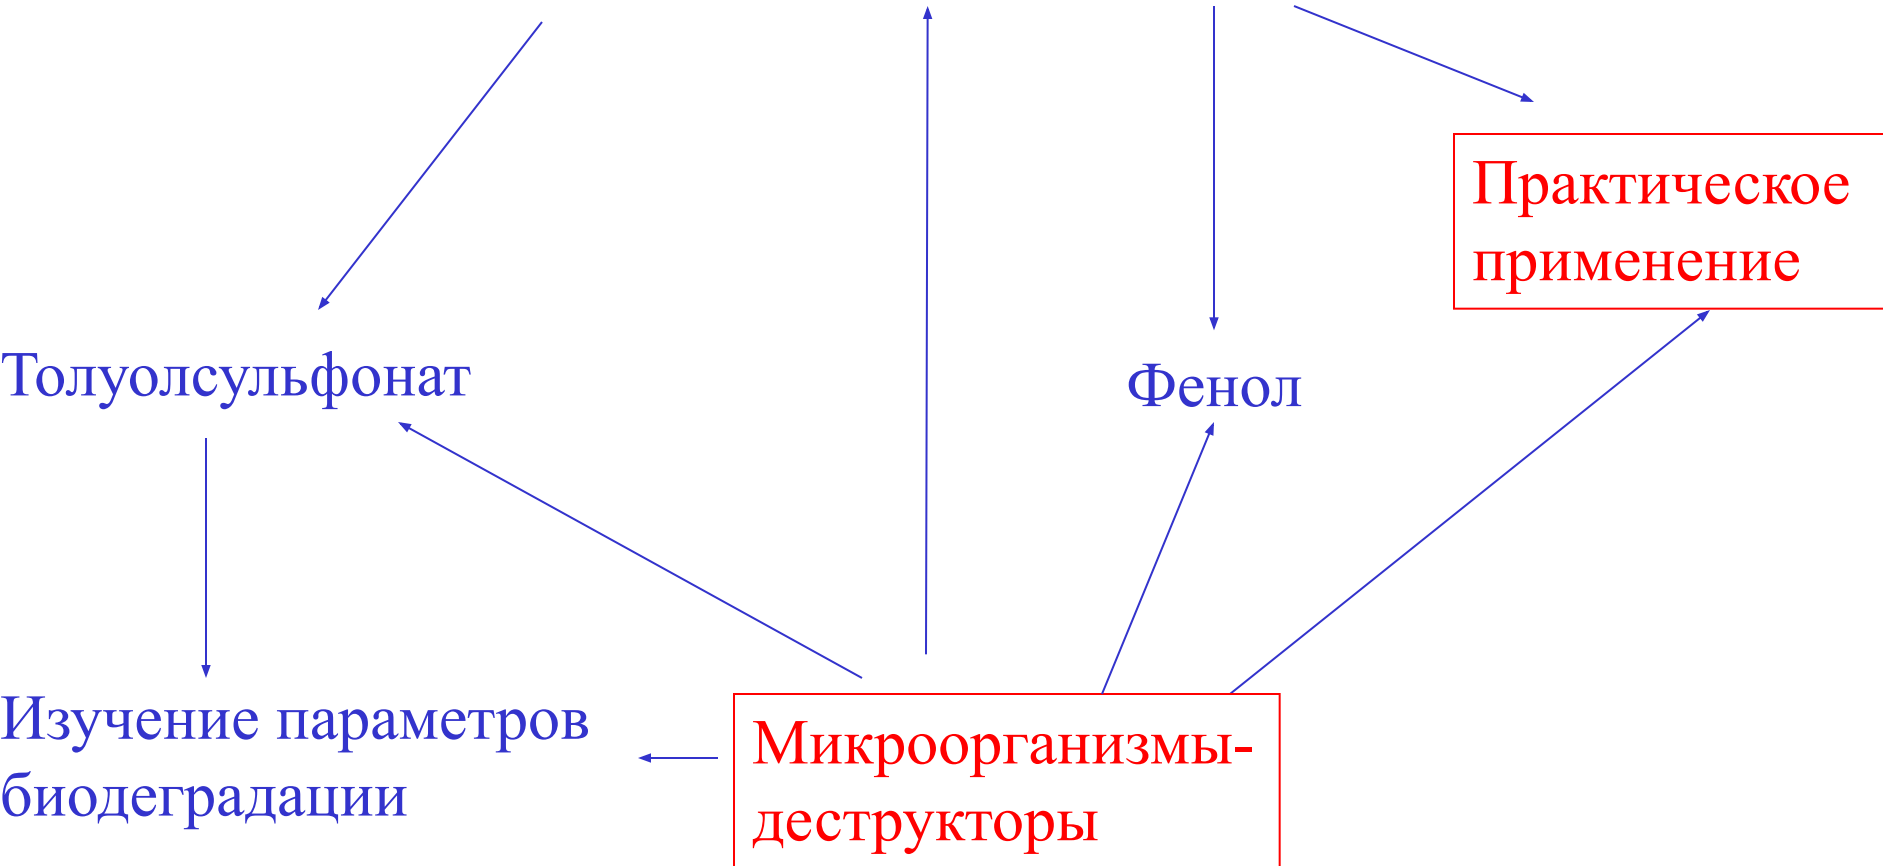 Практическое
применение
Толуолсульфонат
Фенол
Изучение параметров
биодеградации
Микроорганизмы-
деструкторы